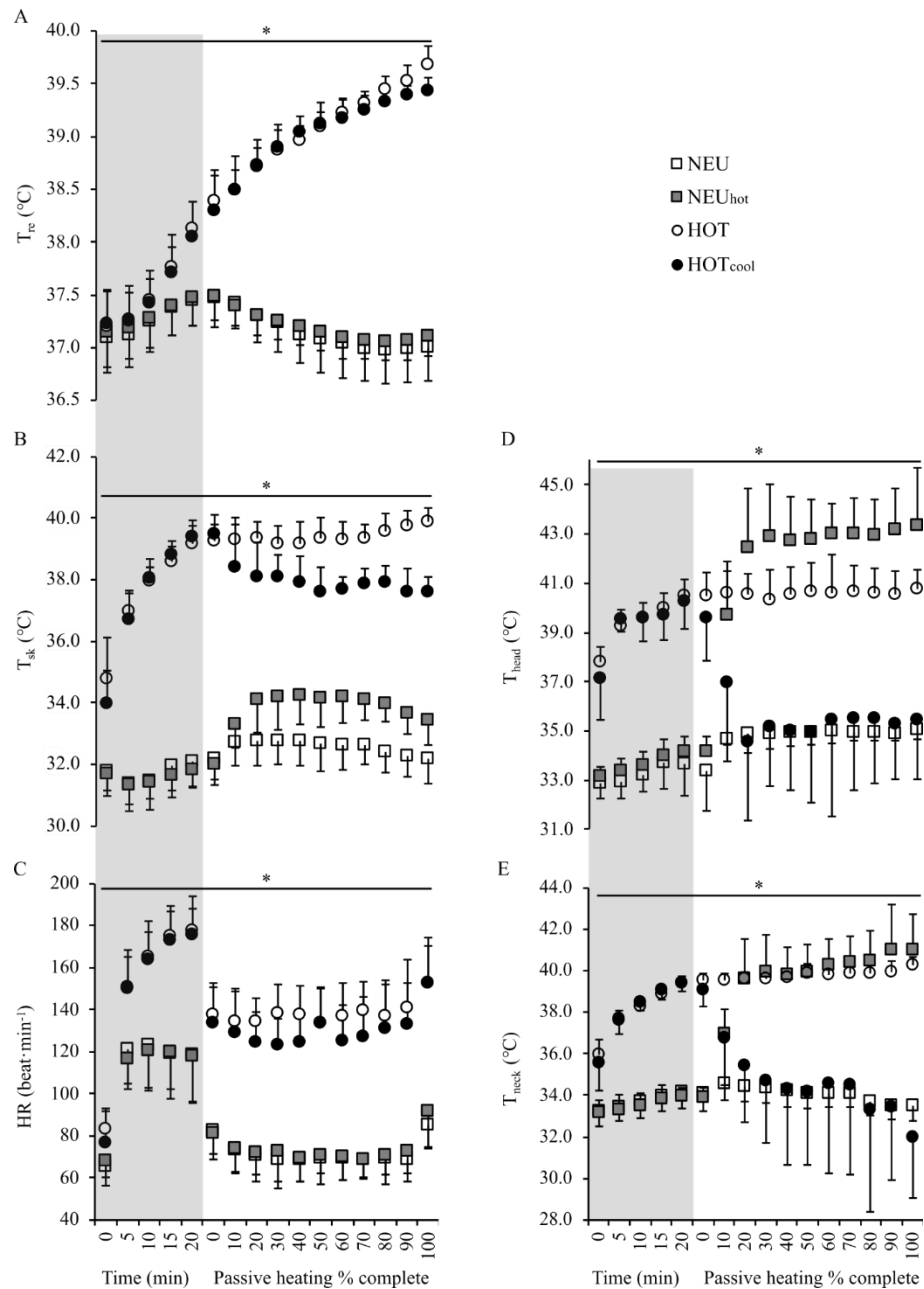 A
*
40.0
39.5
39.0
38.5
38.0
37.5
37.0
36.5
Tre (°C)
NEU
NEUhot
HOT
HOTcool
B
*
42.0
40.0
38.0
36.0
34.0
32.0
30.0
Tsk (°C)
D
*
45.0
43.0
41.0
39.0
37.0
35.0
33.0
31.0
Thead (°C)
C
*
200
180
160
140
120
100
80
60
40
HR (beat·min-1)
0 5 10 15 20 0 10 20 30 40 50 60 70 80 90 100
Time (min) Passive heating % complete
E
*
44.0
42.0
40.0
38.0
36.0
34.0
32.0
30.0
28.0
Tneck (°C)
0 5 10 15 20 0 10 20 30 40 50 60 70 80 90 100
Time (min) Passive heating % complete